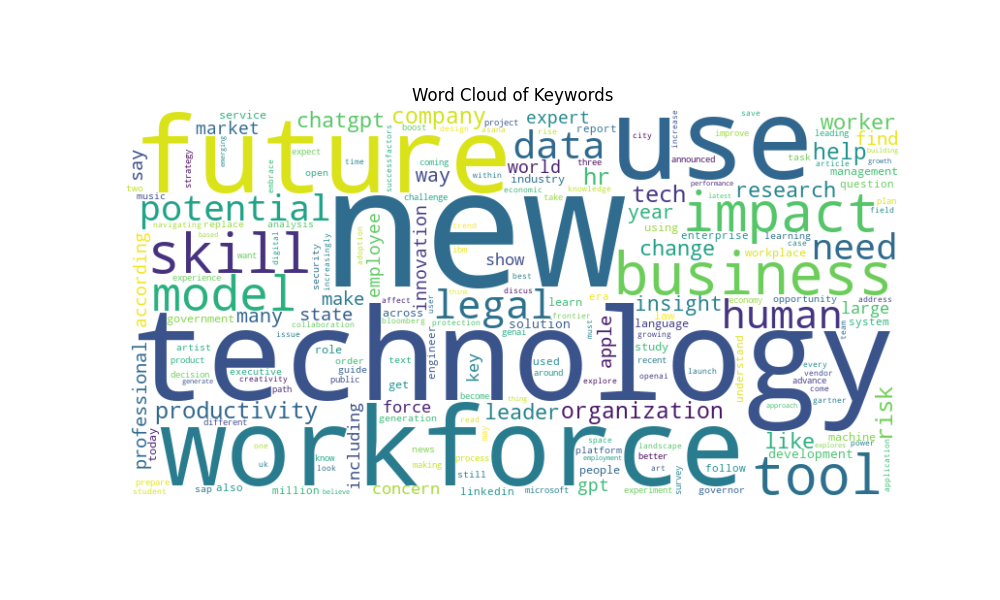 Word Cloud of Keywords
service
market
chatgpt
company
boost
project
design
asana
rise
expert
report
future
use
data
new
city
increase
save
improve
leading
worker
find
say
strategy
emerging
embrace
expect
open
time
successfactors
coming
way
within
world
industry
three
hr
announced
task
article
growth
building
help
management
question
two
music
potential
challenge
economic
take
knowledge
tech
performance
latest
research
plan
field
year
impact
navigating
replace
analysis
based
employee
innovation
trend
using
enterprise
learning
case
according
skill
want
digital
security
increasingly
adoption
ibm
show
change
workplace
need
experience
best
business
model
affect
user
think
discuss
make
legal
learn
era
insight
economy
opportunity
address
government
many
state
across
collaboration
bloomberg
protection
genai
solution
frontier
must
language
law
human
large
system
issue
growing
team
technology
artist
role
order
text
engineer
key
used
around
apple
study
recent
understand
every
product
guide
vendor
decision
executive
public
get
explore
openai
launch
advance
gartner
generate
creativity
path
become
come
professional
productivity
force
thing
leader
organization
approach
risk
different
generation
read
today
workforce
including
one
news
may
space
landscape
like
machine
explores
power
uk
know
look
making
process
platform
employment
better
development
still
people
art
survey
follow
tool
application
prepare
student
sap
also
million
believe
concern
linkedin
microsoft
gpt
experiment
governor